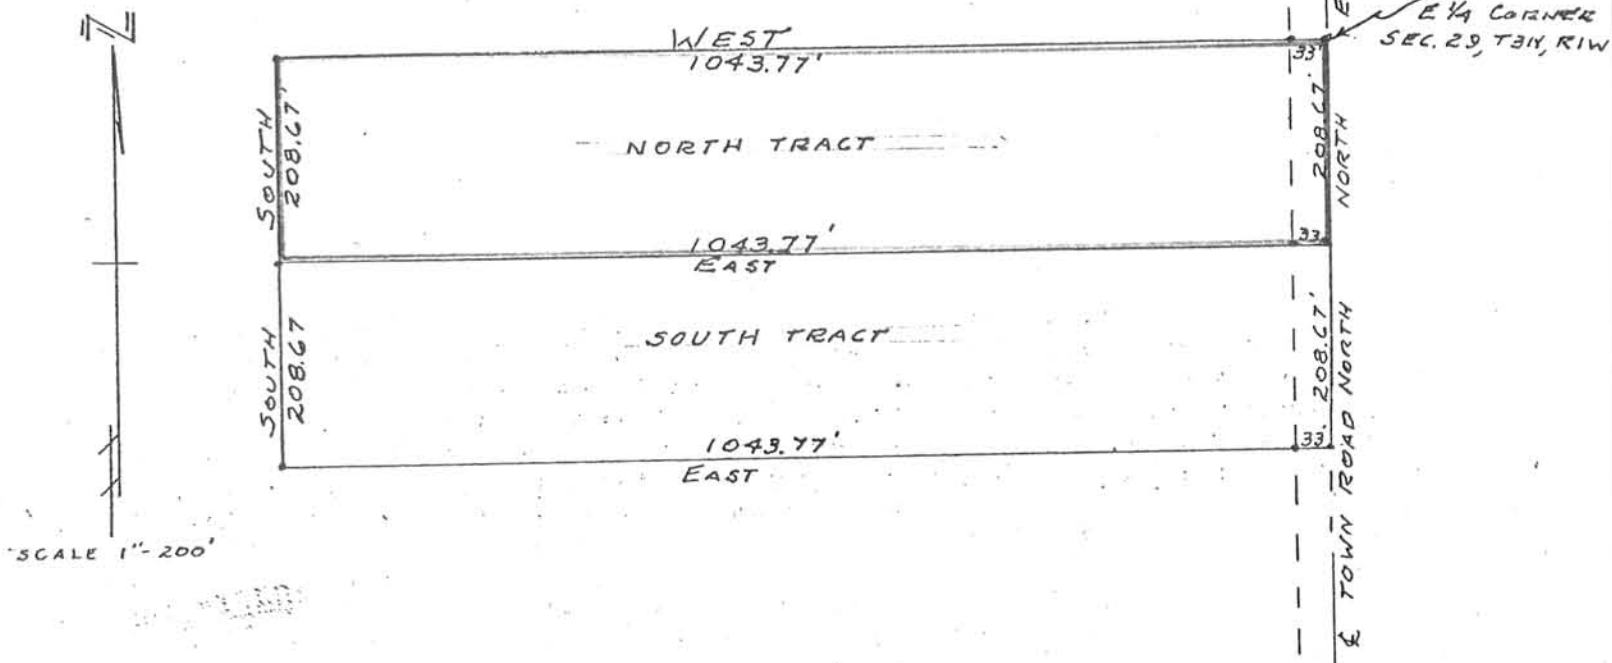 N
E 1/4 CORNER
SEC. 29, T3N, R1W
E
WEST
1043.77'
33'
SOUTH
208.67'
NORTH TRACT
208.67'
NORTH
1043.77'
EAST
33
SOUTH
208.67
SOUTH TRACT
208.67'
1043.77'
EAST
33'
℄ TOWN ROAD NORTH
SCALE 1"-200'